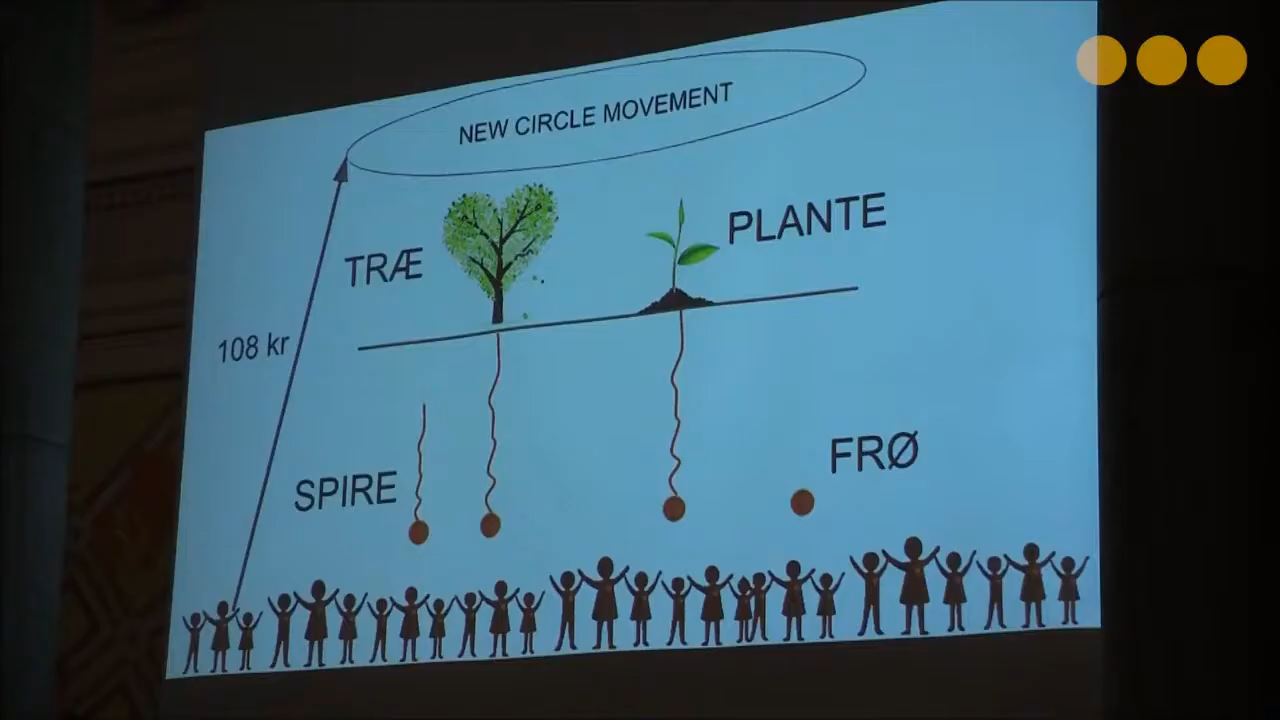 NEW CIRCLE MOVEMENT
TRÆ
PLANTE
108 kr
SPIRE
FRØ